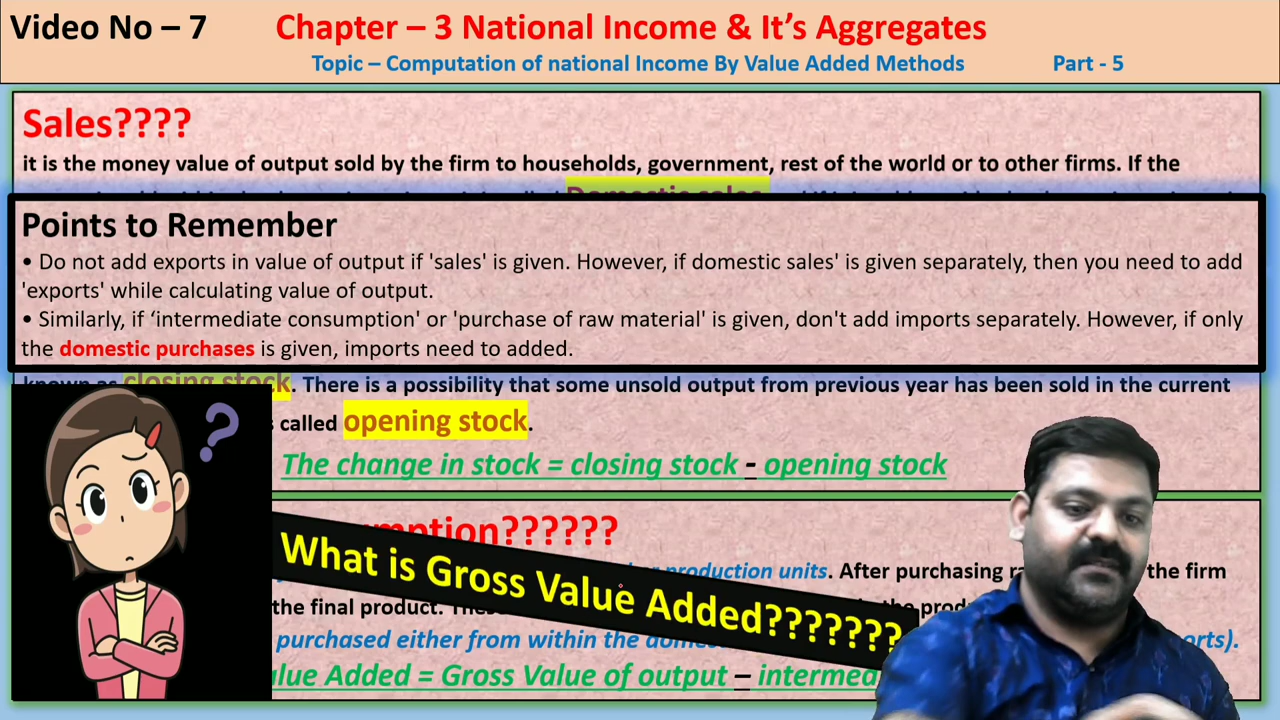 Video No – 7 Chapter – 3 National Income & It's Aggregates
Topic – Computation of national Income By Value Added Methods Part - 5
Sales????
it is the money value of output sold by the firm to households, government, rest of the world or to other firms. If the
Domestic sales
Points to Remember
• Do not add exports in value of output if 'sales' is given. However, if domestic sales' is given separately, then you need to add
'exports' while calculating value of output.
• Similarly, if ‘intermediate consumption' or 'purchase of raw material' is given, don't add imports separately. However, if only
the domestic purchases is given, imports need to added.
known as closing stock. There is a possibility that some unsold output from previous year has been sold in the current
called opening stock.
The change in stock = closing stock - opening stock
??????
What is Gross Value Added???????
production units. After purchasing the firm
the final product.
purchased either from within the
Added = Gross Value of output –